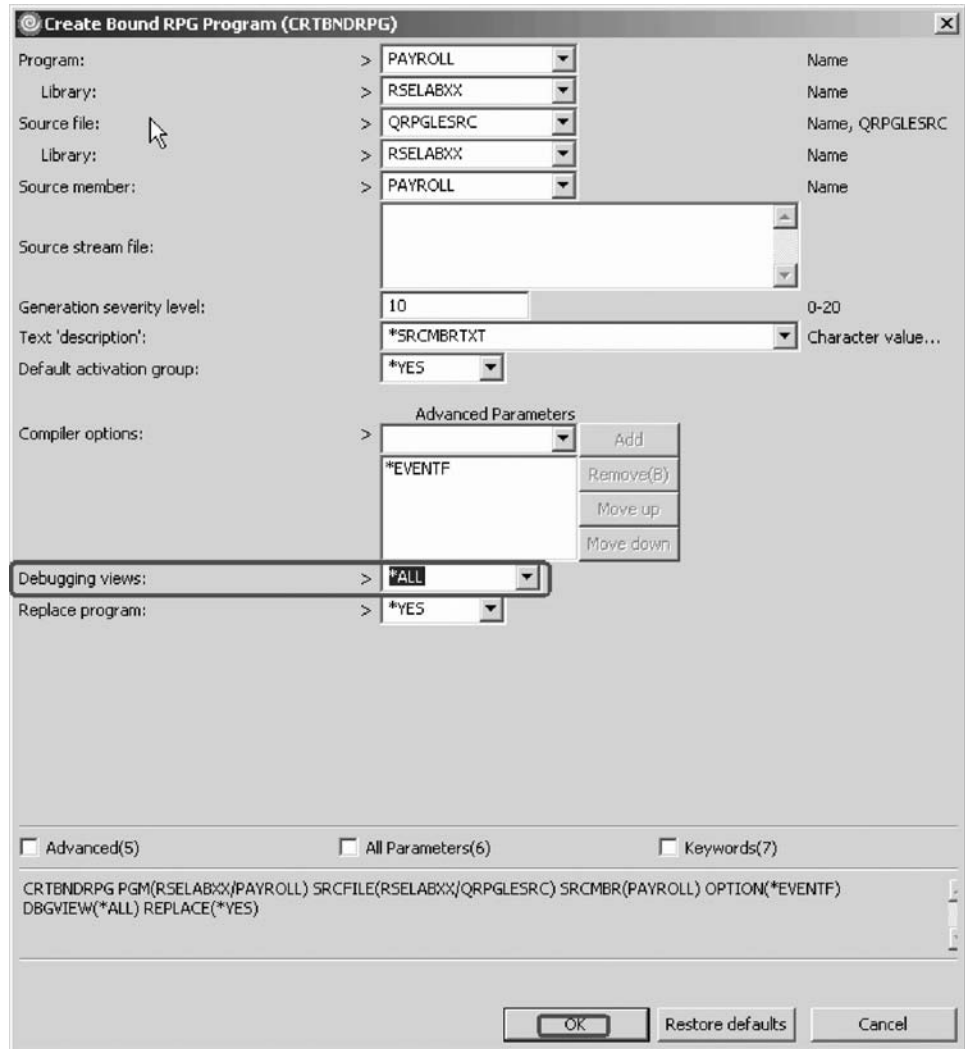 Create Bound RPG Program (CRTBNDRPG)
Program: > PAYROLL Name
Library: > RSELABXX Name
Source file: > QRPGLESRC Name, QRPGLESRC
Library: > RSELABXX Name
Source member: > PAYROLL Name
Source stream file:
Generation severity level: 10 0-20
Text 'description': *SRCMBRTXT Character value...
Default activation group: *YES
Advanced Parameters
Compiler options: > Add
*EVENTF Remove(B)
Move up
Move down
Debugging views: > *ALL
Replace program: > *YES
Advanced(5) All Parameters(6) Keywords(7)
CRTBNDRPG PGM(RSELABXX/PAYROLL) SRCFILE(RSELABXX/QRPGLESRC) SRCMBR(PAYROLL) OPTION(*EVENTF)
DBGVIEW(*ALL) REPLACE(*YES)
OK Restore defaults Cancel